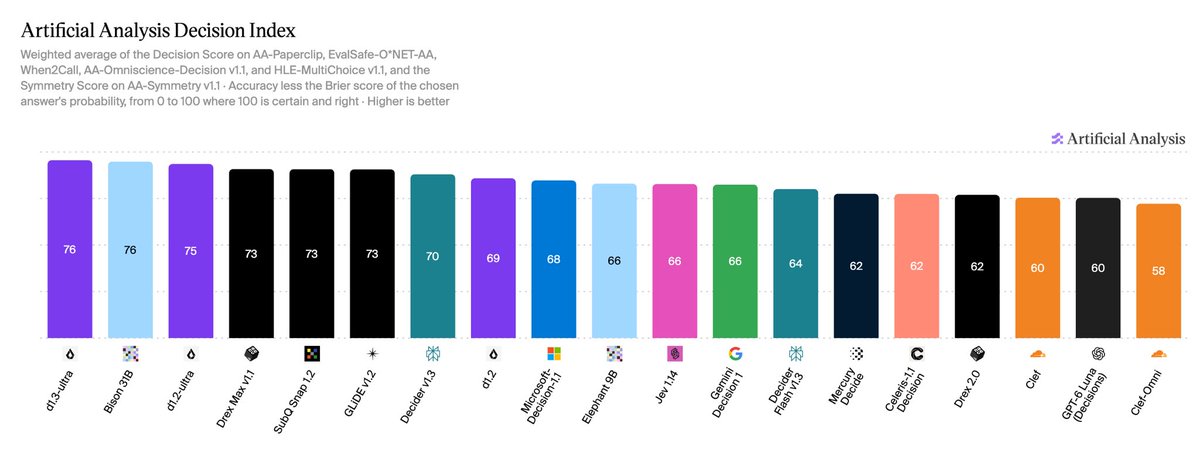 Artificial Analysis Decision Index
Weighted average of the Decision Score on AA-Paperclip, EvalSafe-O*NET-AA,
When2Call, AA-Omniscience-Decision v1.1, and HLE-MultiChoice v1.1, and the
Symmetry Score on AA-Symmetry v1.1 · Accuracy less the Brier score of the chosen
answer's probability, from 0 to 100 where 100 is certain and right · Higher is better
Artificial Analysis
76
76
75
73
73
73
70
69
68
66
66
66
64
62
62
62
60
60
58
d1.3-ultra
Bison 31B
d1.2-ultra
Drex Max v1.1
SubQ Snap 1.2
GLiDE v1.2
Decider v1.3
d1.2
Microsoft-
Decision-1.1
Elephant 9B
Jev 1.14
Gemini
Decision 1
Decider
Flash v1.3
Mercury
Decide
Celeris-1.1
Decision
Drex 2.0
Clef
GPT-6 Luna
(Decisions)
Clef-Omni